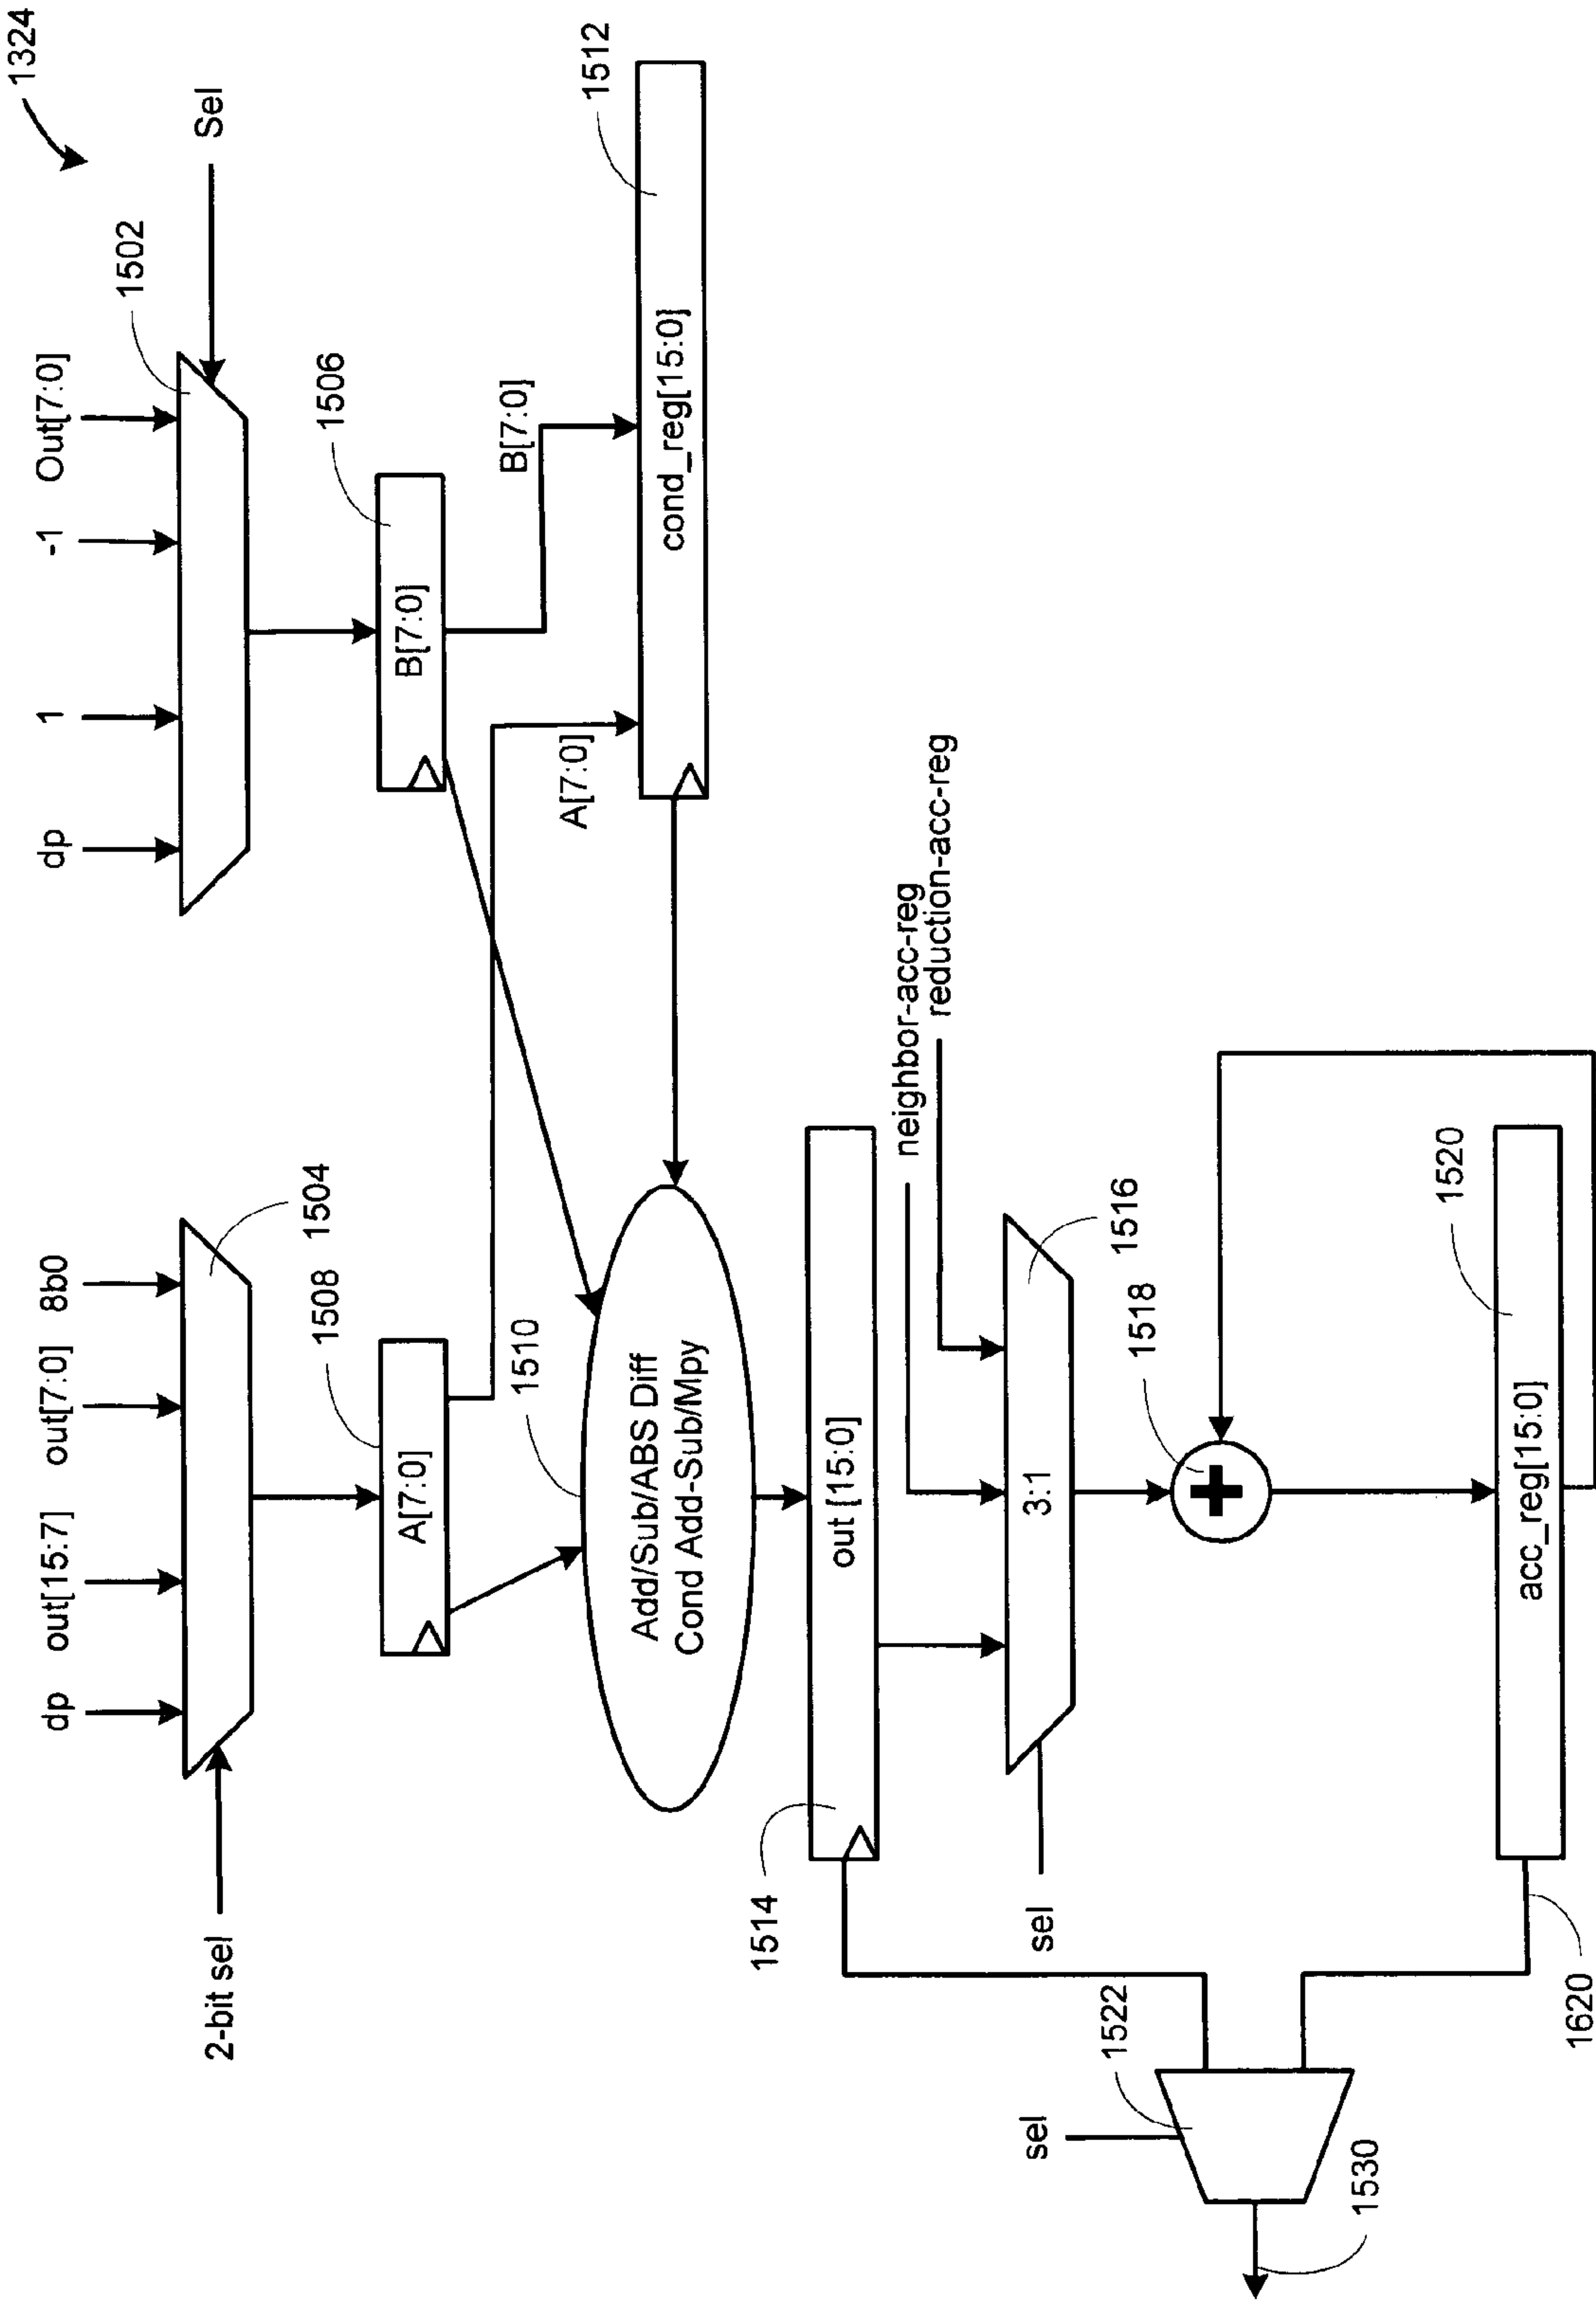 1324
dp
1
-1
Out[7:0]
1502
Sel
dp
out[15:7]
out[7:0]
8b0
1504
2-bit sel
B[7:0]
1506
A[7:0]
1508
B[7:0]
A[7:0]
cond_reg[15:0]
1512
1510
Add/Sub/ABS Diff
Cond Add-Sub/Mpy
out [15:0]
1514
neighbor-acc-reg
reduction-acc-reg
3:1
1516
sel
1518
+
acc_reg[15:0]
1520
1620
1522
sel
1530